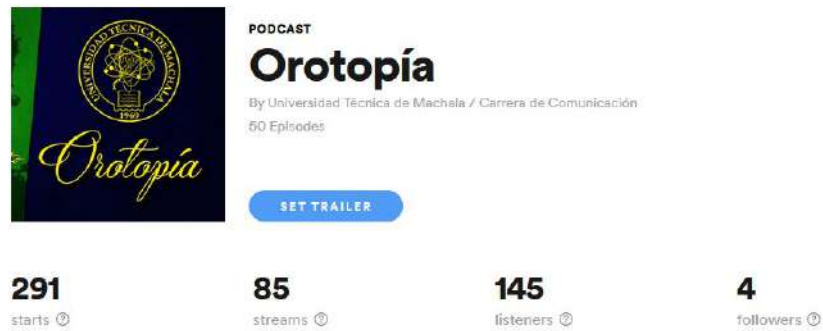 UNIVERSIDAD TÉCNICA DE MACHALA
1969
Orotopía
PODCAST
Orotopía
By Universidad Técnica de Machala / Carrera de Comunicación
50 Episodes
SET TRAILER
291
starts
85
streams
145
listeners
4
followers